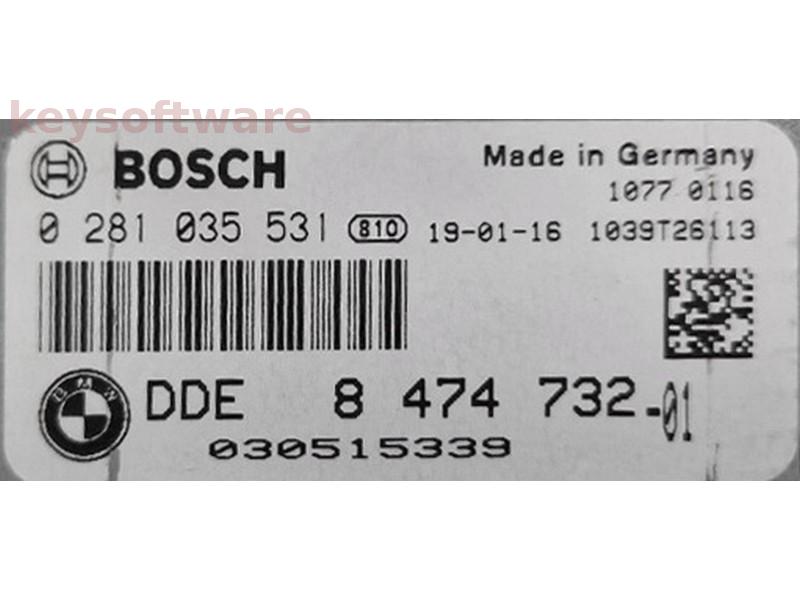 keysoftware
BOSCH Made in Germany
1077 0116
0 281 035 531 810 19-01-16 1039T26113
BMW DDE 8 474 732-01
030515339